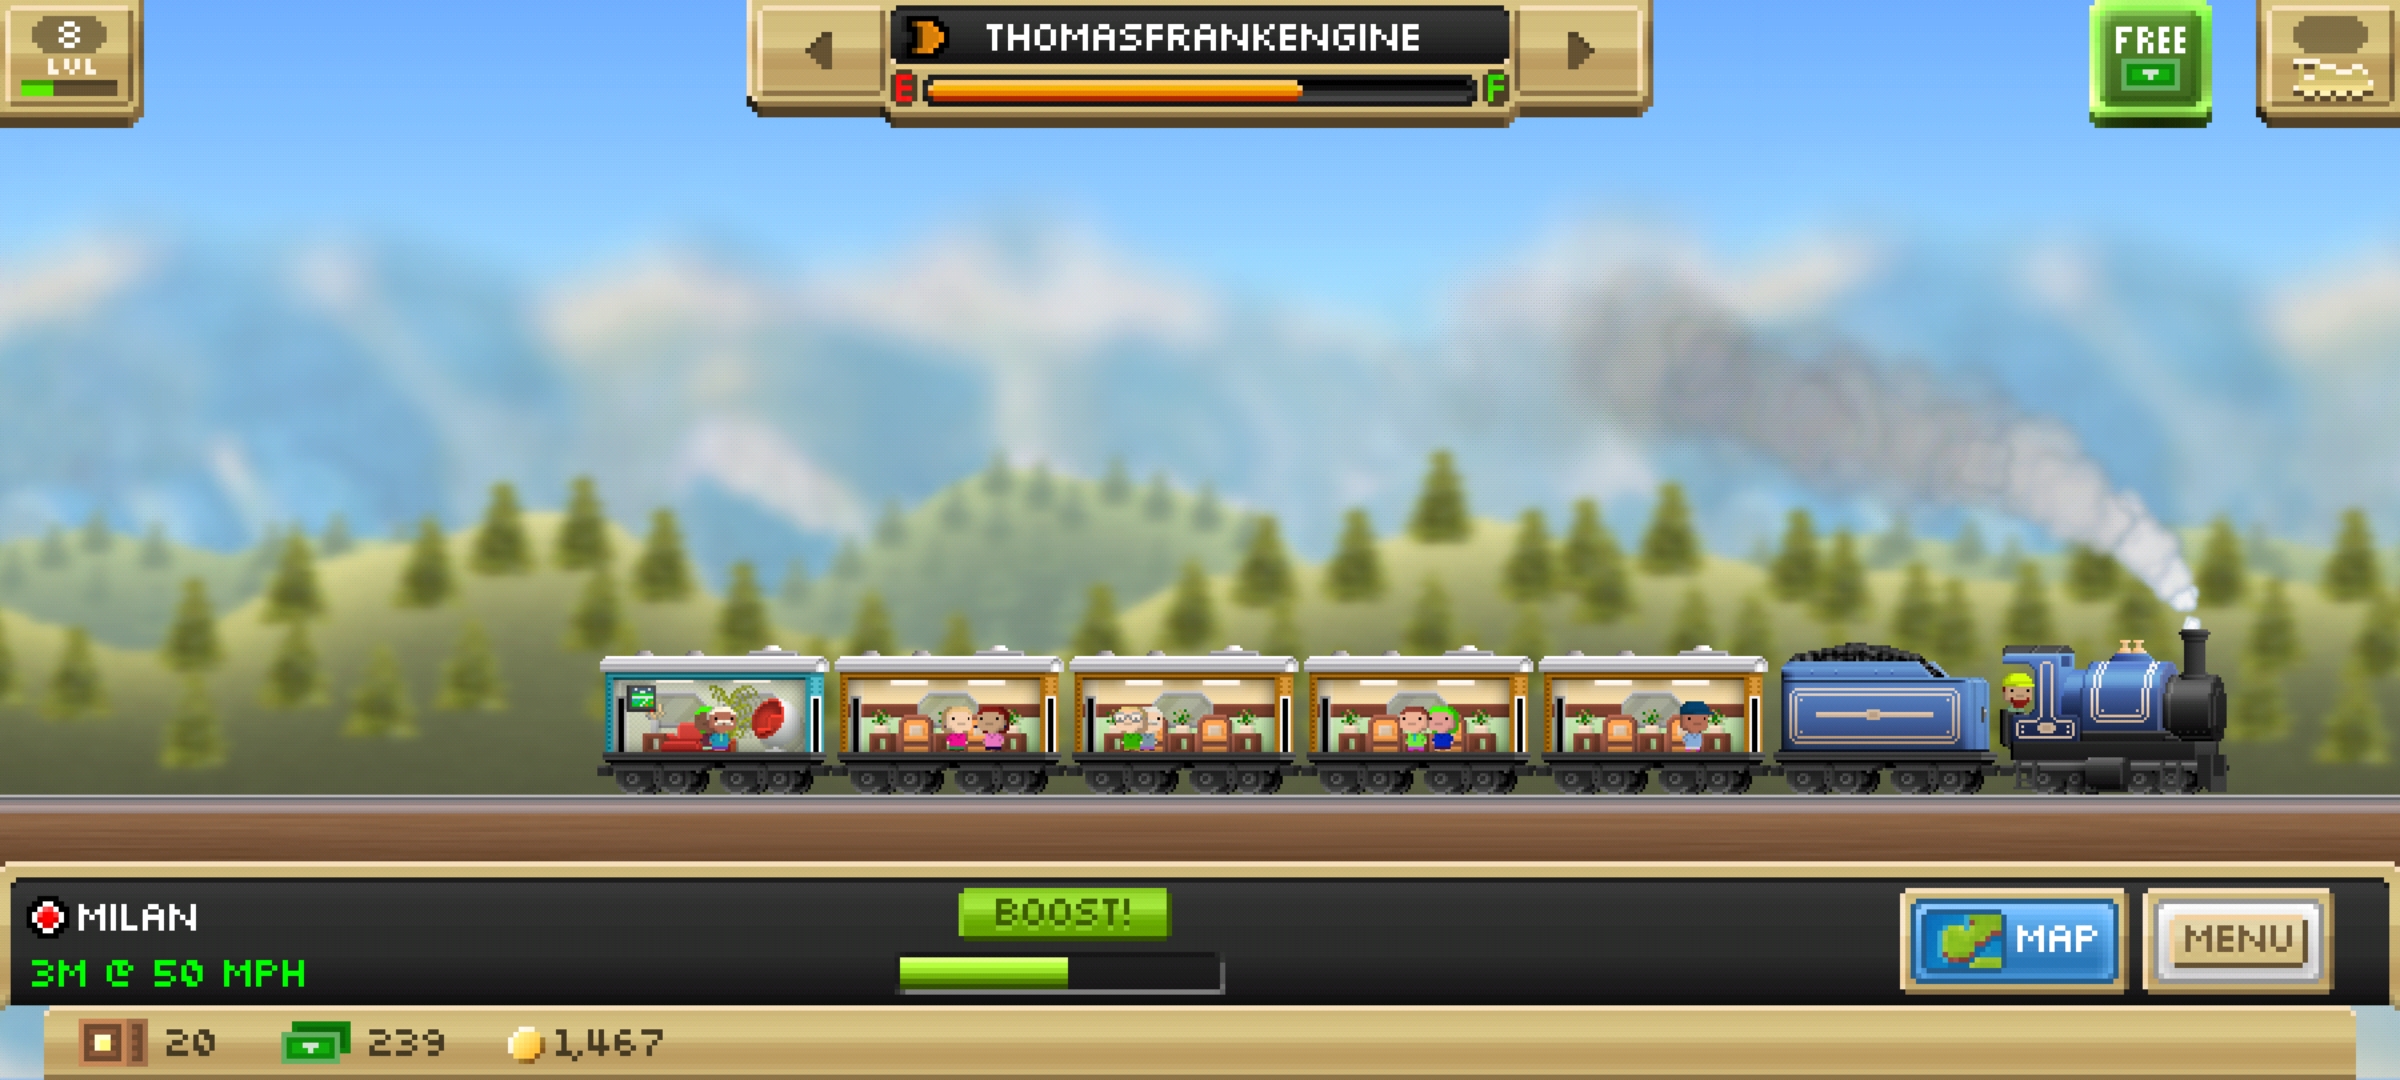 8
LVL
THOMASFRANKENGINE
E F
FREE
MILAN
BOOST!
3M @ 50 MPH
MAP
MENU
20 239 1,467